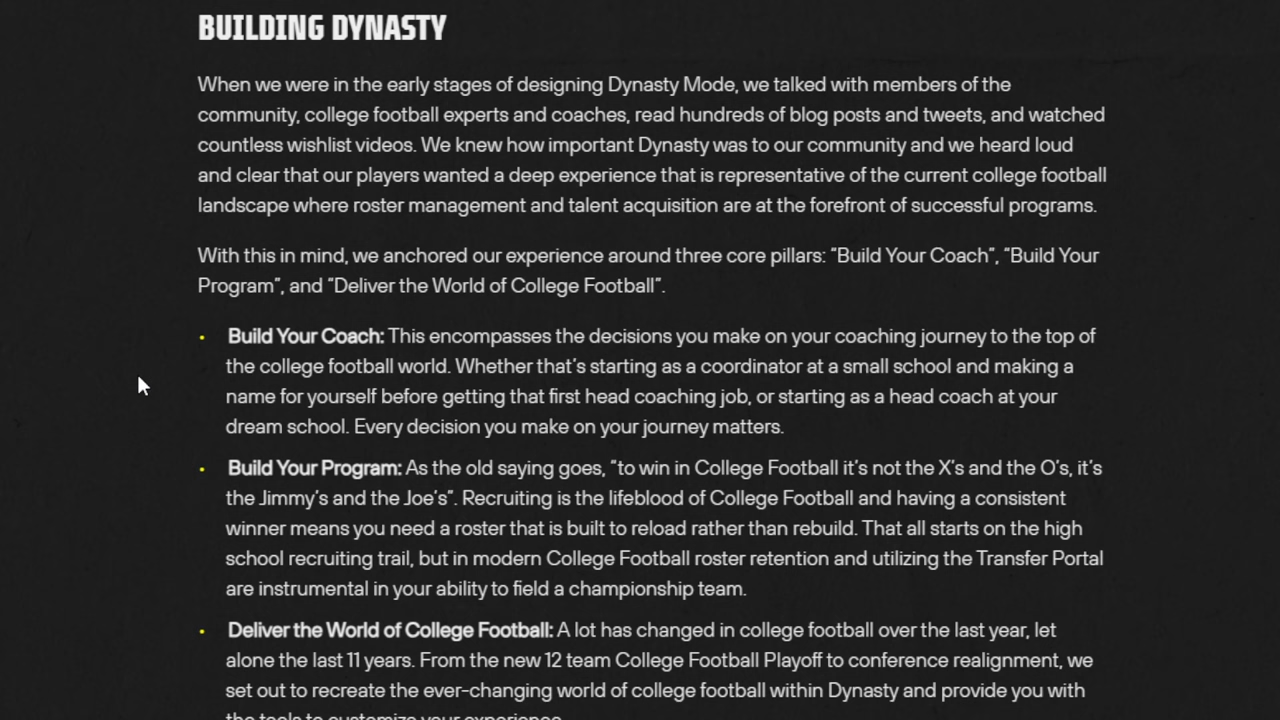 BUILDING DYNASTY
When we were in the early stages of designing Dynasty Mode, we talked with members of the
community, college football experts and coaches, read hundreds of blog posts and tweets, and watched
countless wishlist videos. We knew how important Dynasty was to our community and we heard loud
and clear that our players wanted a deep experience that is representative of the current college football
landscape where roster management and talent acquisition are at the forefront of successful programs.
With this in mind, we anchored our experience around three core pillars: “Build Your Coach”, “Build Your
Program”, and “Deliver the World of College Football”.
• Build Your Coach: This encompasses the decisions you make on your coaching journey to the top of
the college football world. Whether that’s starting as a coordinator at a small school and making a
name for yourself before getting that first head coaching job, or starting as a head coach at your
dream school. Every decision you make on your journey matters.
• Build Your Program: As the old saying goes, “to win in College Football it’s not the X’s and the O’s, it’s
the Jimmy’s and the Joe’s”. Recruiting is the lifeblood of College Football and having a consistent
winner means you need a roster that is built to reload rather than rebuild. That all starts on the high
school recruiting trail, but in modern College Football roster retention and utilizing the Transfer Portal
are instrumental in your ability to field a championship team.
• Deliver the World of College Football: A lot has changed in college football over the last year, let
alone the last 11 years. From the new 12 team College Football Playoff to conference realignment, we
set out to recreate the ever-changing world of college football within Dynasty and provide you with
the tools to customize your experience.